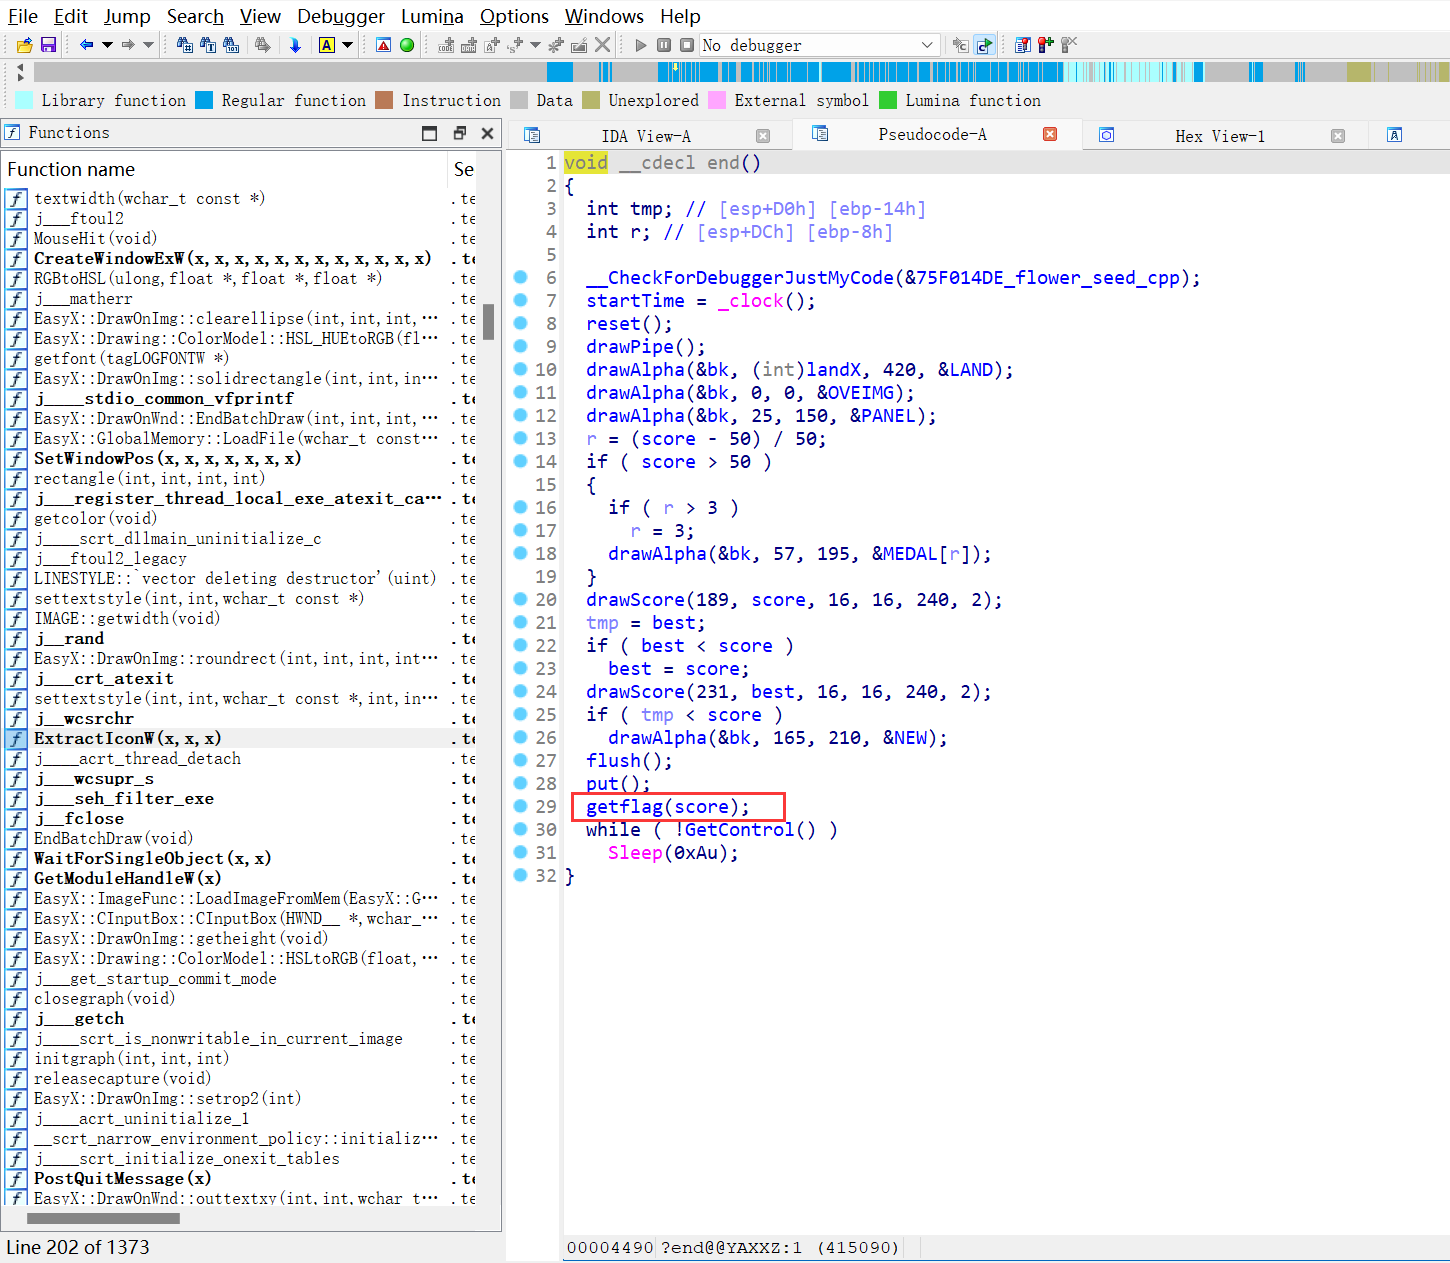 File Edit Jump Search View Debugger Lumina Options Windows Help
No debugger
Library function Regular function Instruction Data Unexplored External symbol Lumina function
Functions
Function name Se
textwidth(wchar_t const *) .te
j___ftoul2 .te
MouseHit(void) .te
CreateWindowExW(x,x,x,x,x,x,x,x,x,x,x,x) .te
RGBtoHSL(ulong,float *,float *,float *) .te
j___matherr .te
EasyX::DrawOnImg::clearellipse(int,int,int,… .te
EasyX::Drawing::ColorModel::HSL_HUEtoRGB(fl… .te
getfont(tagLOGFONTW *) .te
EasyX::DrawOnImg::solidrectangle(int,int,in… .te
j____stdio_common_vfprintf .te
EasyX::DrawOnWnd::EndBatchDraw(int,int,int,… .te
EasyX::GlobalMemory::LoadFile(wchar_t const… .te
SetWindowPos(x,x,x,x,x,x,x) .te
rectangle(int,int,int,int) .te
j___register_thread_local_exe_atexit_ca… .te
getcolor(void) .te
j____scrt_dllmain_uninitialize_c .te
j___ftoul2_legacy .te
LINESTYLE::`vector deleting destructor'(uint) .te
settextstyle(int,int,wchar_t const *) .te
IMAGE::getwidth(void) .te
j__rand .te
EasyX::DrawOnImg::roundrect(int,int,int,int… .te
j___crt_atexit .te
settextstyle(int,int,wchar_t const *,int,in… .te
j__wcsrchr .te
ExtractIconW(x,x,x) .te
j____acrt_thread_detach .te
j___wcsupr_s .te
j___seh_filter_exe .te
j__fclose .te
EndBatchDraw(void) .te
WaitForSingleObject(x,x) .te
GetModuleHandleW(x) .te
EasyX::ImageFunc::LoadImageFromMem(EasyX::G… .te
EasyX::CInputBox::CInputBox(HWND__ *,wchar_… .te
EasyX::DrawOnImg::getheight(void) .te
EasyX::Drawing::ColorModel::HSLtoRGB(float,… .te
j___get_startup_commit_mode .te
closegraph(void) .te
j___getch .te
j____scrt_is_nonwritable_in_current_image .te
initgraph(int,int,int) .te
releasecapture(void) .te
EasyX::DrawOnImg::setrop2(int) .te
j____acrt_uninitialize_1 .te
__scrt_narrow_environment_policy::initializ… .te
j____scrt_initialize_onexit_tables .te
PostQuitMessage(x) .te
EasyX::DrawOnWnd::outtextxy(int,int,wchar_t… .te
Line 202 of 1373
IDA View-A Pseudocode-A Hex View-1
1 void __cdecl end()
2 {
3 int tmp; // [esp+D0h] [ebp-14h]
4 int r; // [esp+DCh] [ebp-8h]
5
6 __CheckForDebuggerJustMyCode(&75F014DE_flower_seed_cpp);
7 startTime = _clock();
8 reset();
9 drawPipe();
10 drawAlpha(&bk, (int)landX, 420, &LAND);
11 drawAlpha(&bk, 0, 0, &OVEIMG);
12 drawAlpha(&bk, 25, 150, &PANEL);
13 r = (score - 50) / 50;
14 if ( score > 50 )
15 {
16 if ( r > 3 )
17 r = 3;
18 drawAlpha(&bk, 57, 195, &MEDAL[r]);
19 }
20 drawScore(189, score, 16, 16, 240, 2);
21 tmp = best;
22 if ( best < score )
23 best = score;
24 drawScore(231, best, 16, 16, 240, 2);
25 if ( tmp < score )
26 drawAlpha(&bk, 165, 210, &NEW);
27 flush();
28 put();
29 getflag(score);
30 while ( !GetControl() )
31 Sleep(0xAu);
32 }
00004490 ?end@@YAXXZ:1 (415090)